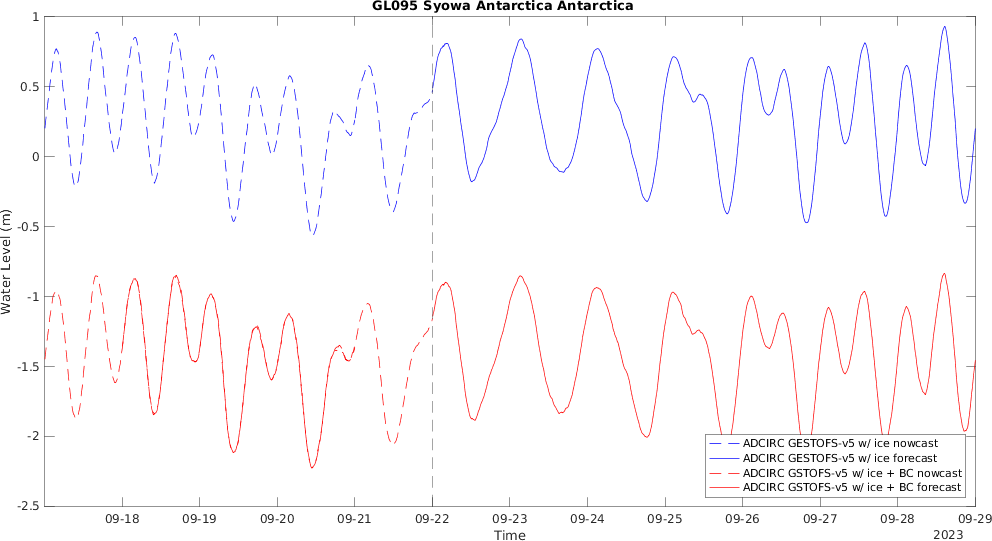 GL095 Syowa Antarctica Antarctica
1
0.5
0
-0.5
-1
-1.5
-2
-2.5
Water Level (m)
ADCIRC GESTOFS-v5 w/ ice nowcast
ADCIRC GESTOFS-v5 w/ ice forecast
ADCIRC GSTOFS-v5 w/ ice + BC nowcast
ADCIRC GSTOFS-v5 w/ ice + BC forecast
09-18 09-19 09-20 09-21 09-22 09-23 09-24 09-25 09-26 09-27 09-28 09-29
Time
2023